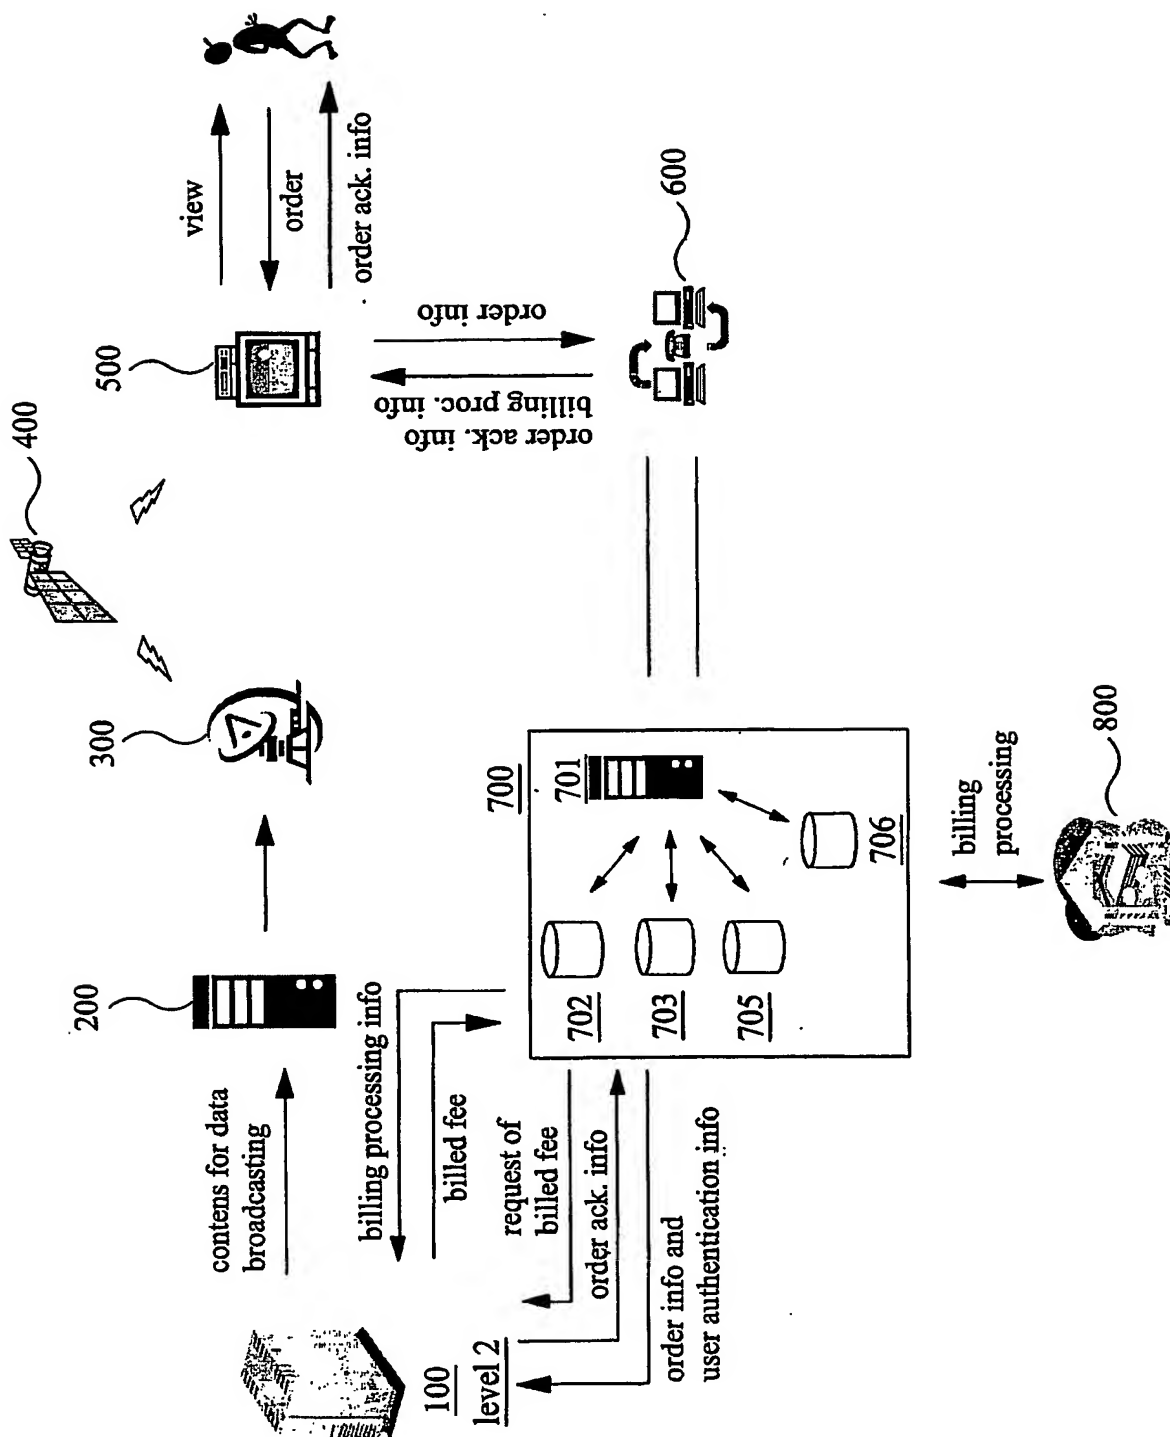 contens for data
broadcasting
200
300
400
500
view
order
order ack. info
100
level 2
billing processing info
billed fee
request of
billed fee
order ack. info
order info and
user authentication info
700
701
702
703
705
706
order info
order ack. info
billing proc. info
600
billing
processing
800